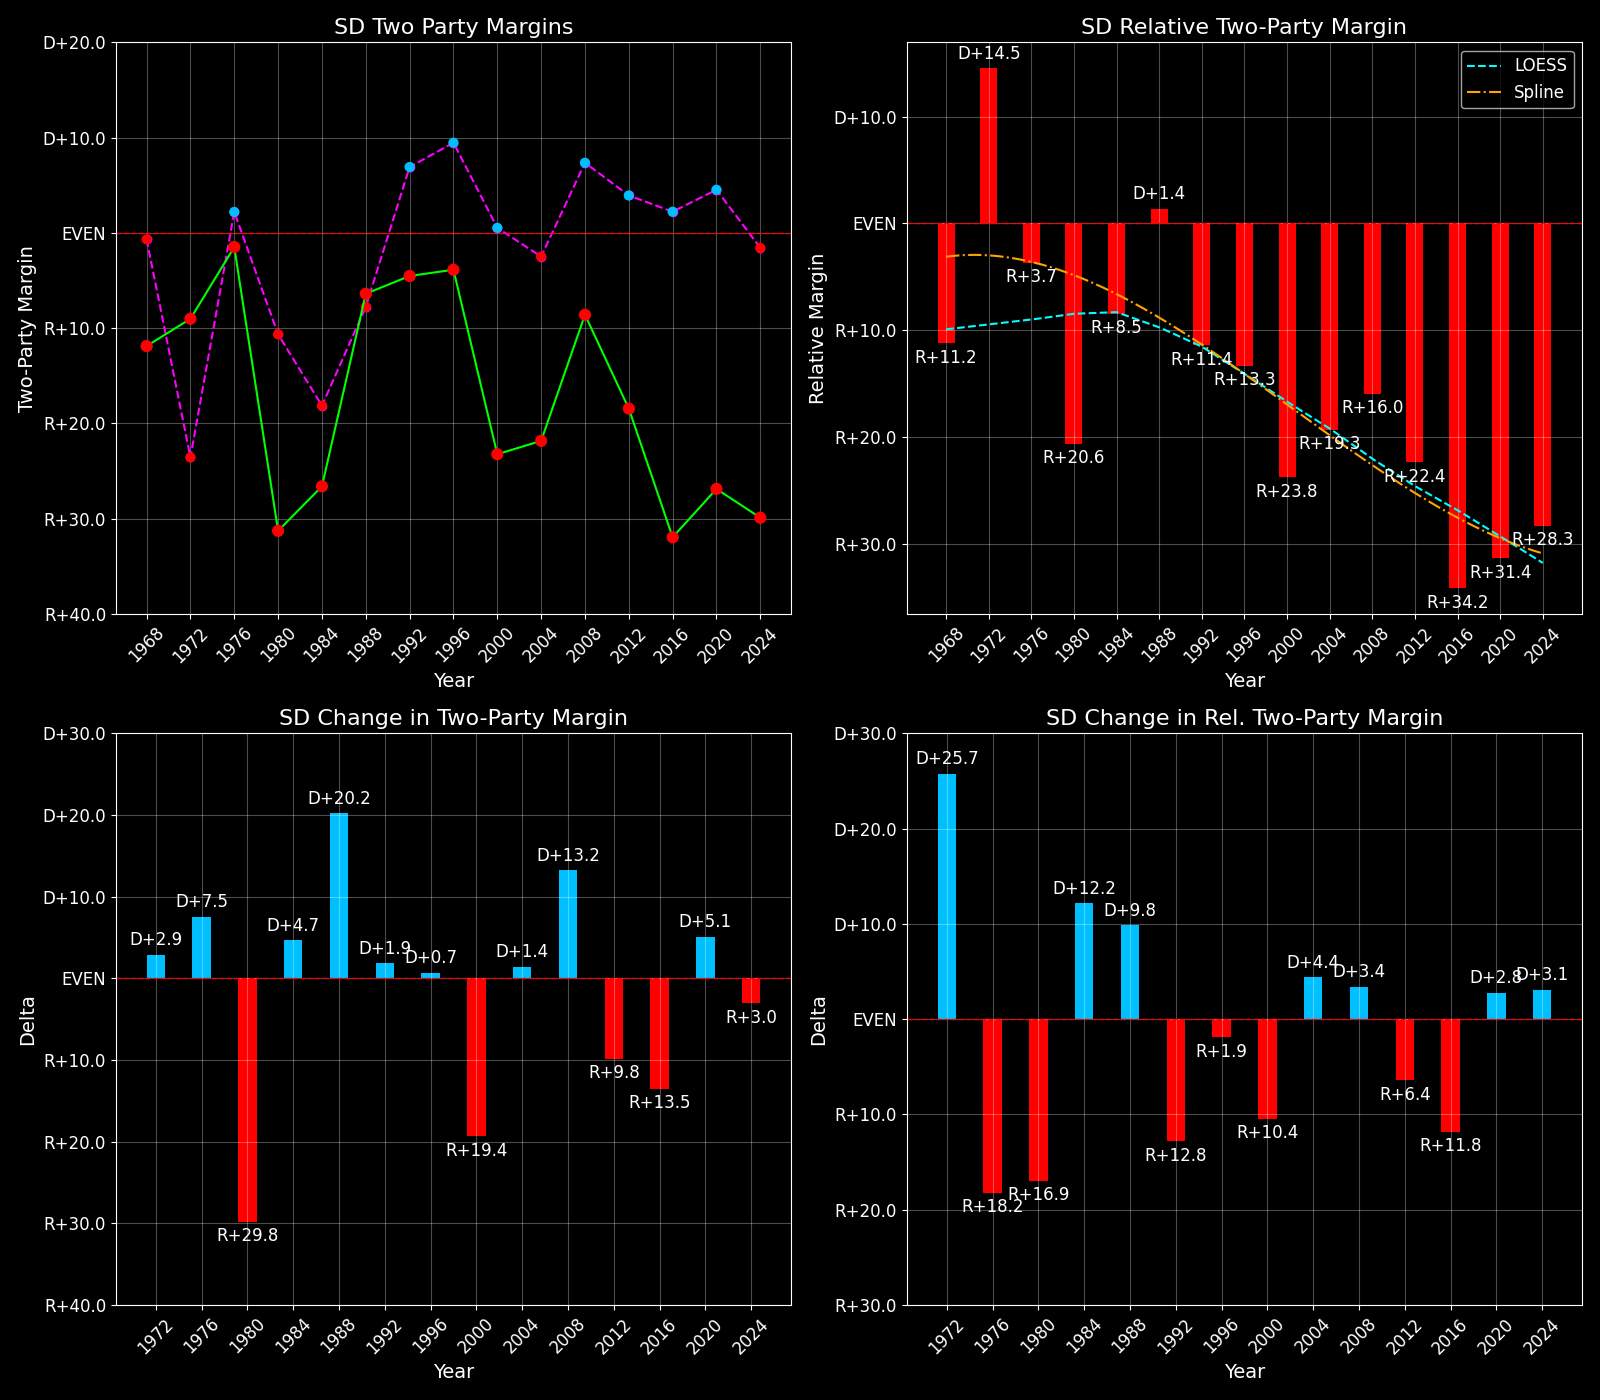 SD Two Party Margins
D+20.0
D+10.0
EVEN
R+10.0
R+20.0
R+30.0
R+40.0
Two-Party Margin
1968
1972
1976
1980
1984
1988
1992
1996
2000
2004
2008
2012
2016
2020
2024
Year
SD Relative Two-Party Margin
LOESS
Spline
D+10.0
EVEN
R+10.0
R+20.0
R+30.0
Relative Margin
R+11.2
D+14.5
R+3.7
R+20.6
R+8.5
D+1.4
R+11.4
R+13.3
R+23.8
R+19.3
R+16.0
R+22.4
R+34.2
R+31.4
R+28.3
1968
1972
1976
1980
1984
1988
1992
1996
2000
2004
2008
2012
2016
2020
2024
Year
SD Change in Two-Party Margin
D+30.0
D+20.0
D+10.0
EVEN
R+10.0
R+20.0
R+30.0
R+40.0
Delta
D+2.9
D+7.5
R+29.8
D+4.7
D+20.2
D+1.9
D+0.7
R+19.4
D+1.4
D+13.2
R+9.8
R+13.5
D+5.1
R+3.0
1972
1976
1980
1984
1988
1992
1996
2000
2004
2008
2012
2016
2020
2024
Year
SD Change in Rel. Two-Party Margin
D+30.0
D+20.0
D+10.0
EVEN
R+10.0
R+20.0
R+30.0
Delta
D+25.7
R+18.2
R+16.9
D+12.2
D+9.8
R+12.8
R+1.9
R+10.4
D+4.4
D+3.4
R+6.4
R+11.8
D+2.8
D+3.1
1972
1976
1980
1984
1988
1992
1996
2000
2004
2008
2012
2016
2020
2024
Year